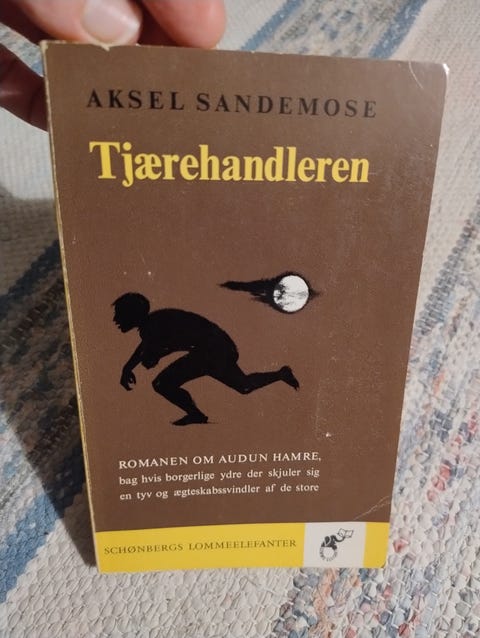 AKSEL SANDEMOSE
Tjærehandleren
ROMANEN OM AUDUN HAMRE,
bag hvis borgerlige ydre der skjuler sig
en tyv og ægteskabssvindler af de store
SCHØNBERGS LOMMEELEFANTER